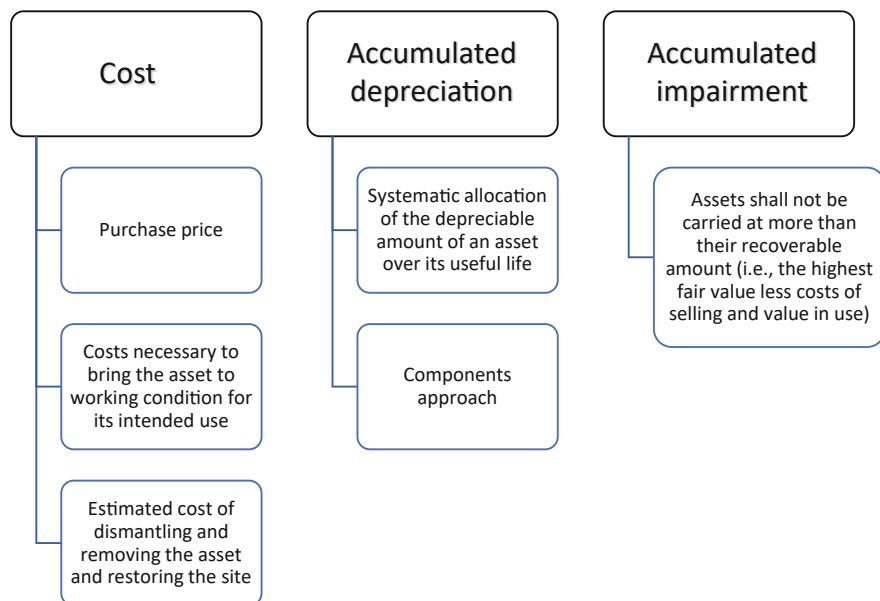 Cost
Purchase price
Costs necessary to
bring the asset to
working condition for
its intended use
Estimated cost of
dismantling and
removing the asset
and restoring the site
Accumulated
depreciation
Systematic allocation
of the depreciable
amount of an asset
over its useful life
Components
approach
Accumulated
impairment
Assets shall not be
carried at more than
their recoverable
amount (i.e., the highest
fair value less costs of
selling and value in use)